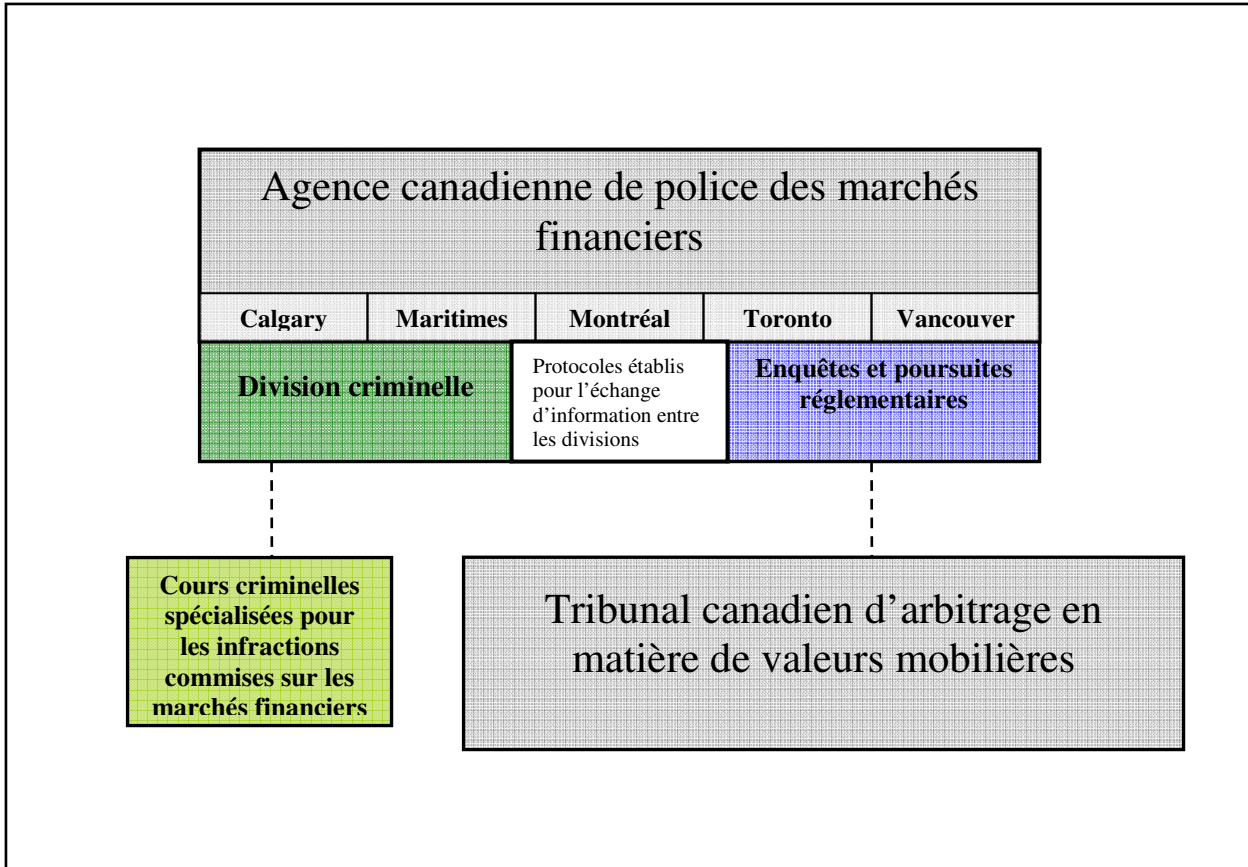 Agence canadienne de police des marchés
financiers
Calgary
Maritimes
Montréal
Toronto
Vancouver
Division criminelle
Protocoles établis
pour l’échange
d’information entre
les divisions
Enquêtes et poursuites
réglementaires
Cours criminelles
spécialisées pour
les infractions
commises sur les
marchés financiers
Tribunal canadien d’arbitrage en
matière de valeurs mobilières